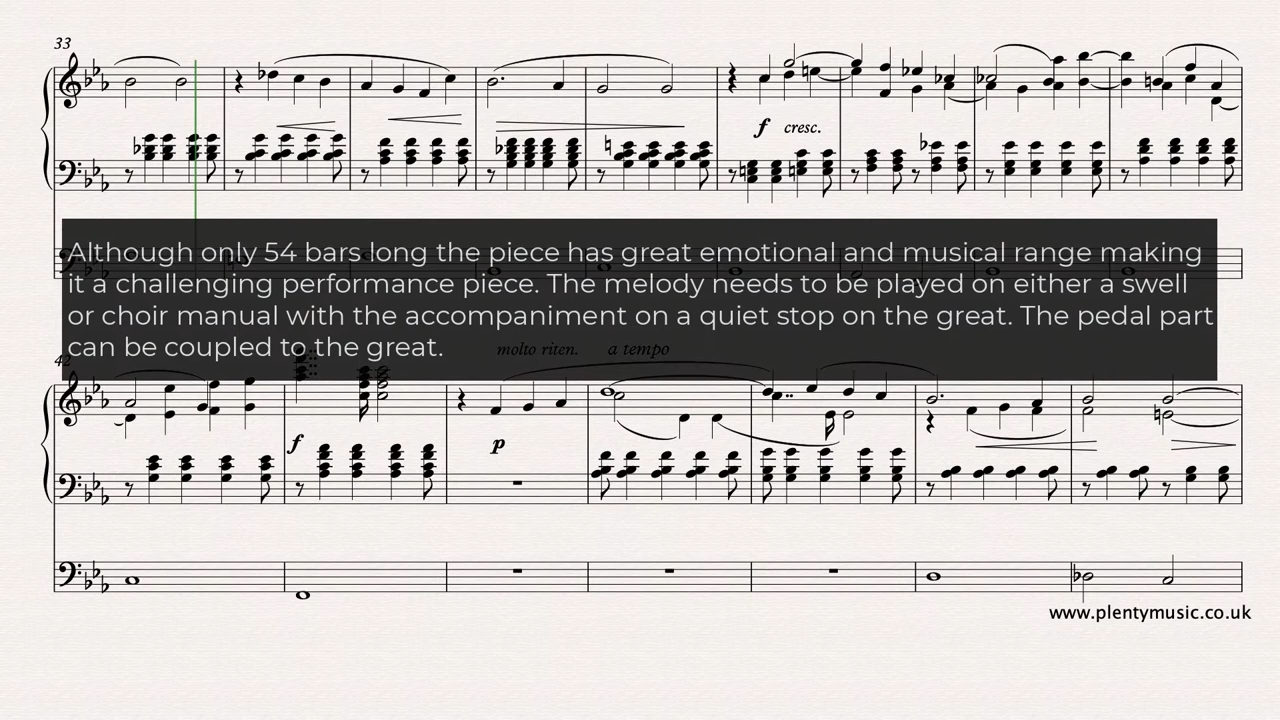 33
f cresc.
Although only 54 bars long the piece has great emotional and musical range making
it a challenging performance piece. The melody needs to be played on either a swell
or choir manual with the accompaniment on a quiet stop on the great. The pedal part
can be coupled to the great.
molto riten. a tempo
42
f p
www.plentymusic.co.uk